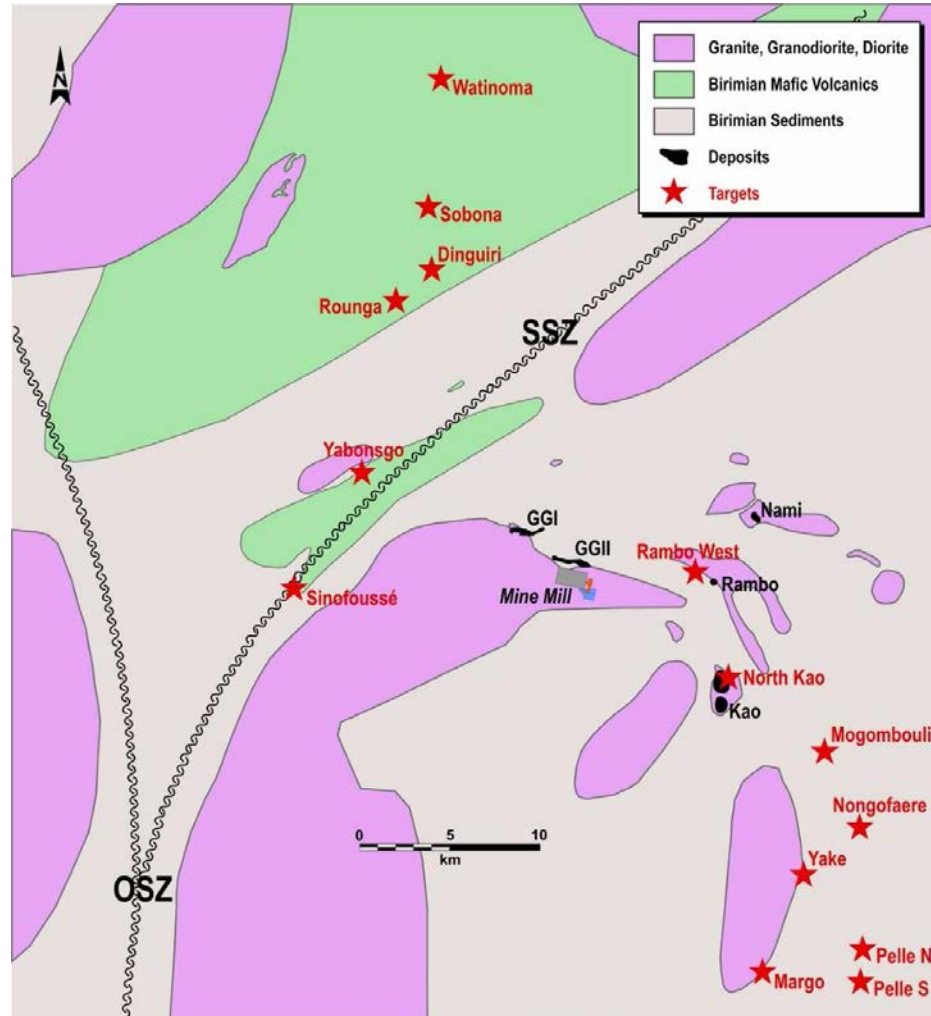 N
Granite, Granodiorite, Diorite
Birimian Mafic Volcanics
Birimian Sediments
Deposits
Targets
Watinoma
Sobona
Dinguiri
Rounga
SSZ
Yabonsgo
GGI
Nami
GGII
Rambo West
Sinofoussé
Mine Mill
Rambo
North Kao
Kao
Mogombouli
Nongofaere
0 5 10
km
Yake
OSZ
Pelle N
Margo
Pelle S